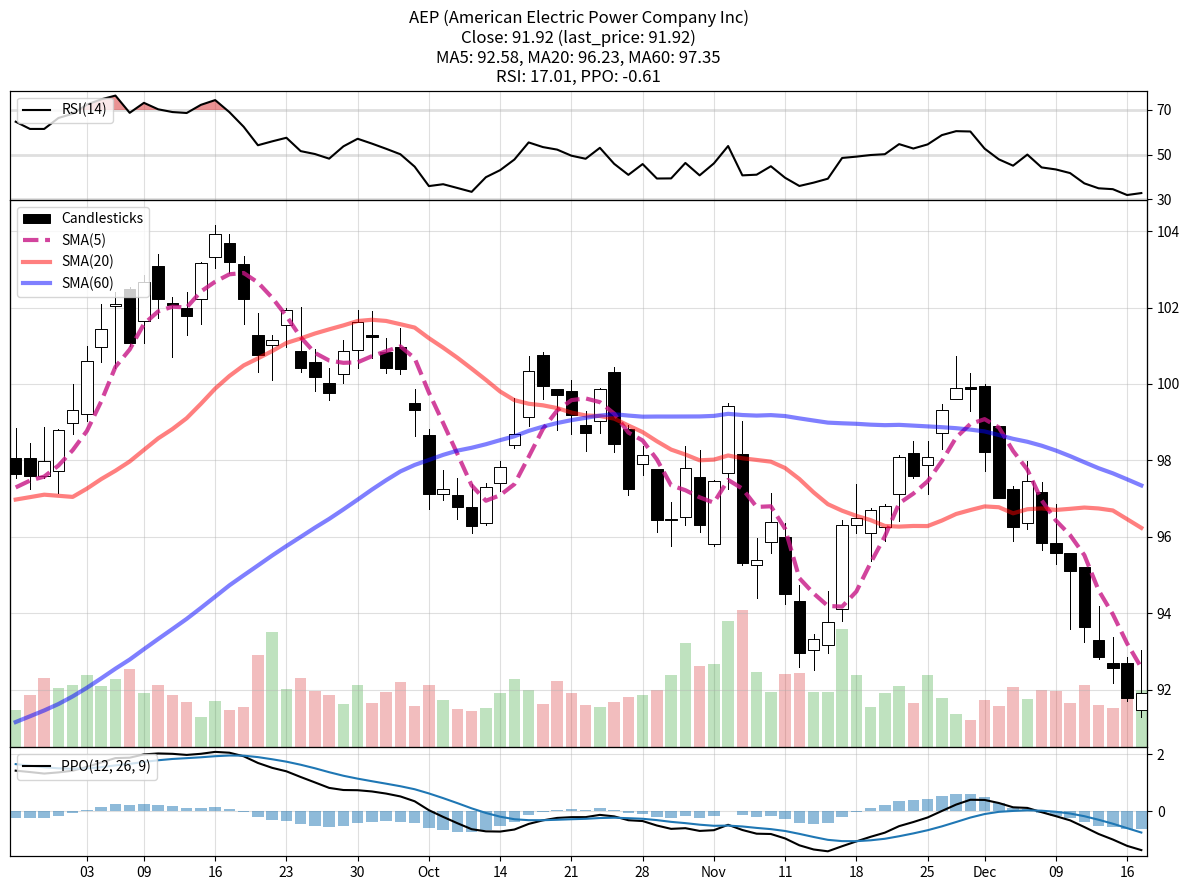 AEP (American Electric Power Company Inc)
Close: 91.92 (last_price: 91.92)
MA5: 92.58, MA20: 96.23, MA60: 97.35
RSI: 17.01, PPO: -0.61
RSI(14)
70
50
30
Candlesticks
SMA(5)
SMA(20)
SMA(60)
104
102
100
98
96
94
92
PPO(12, 26, 9)
2
0
03 09 16 23 30 Oct 14 21 28 Nov 11 18 25 Dec 09 16